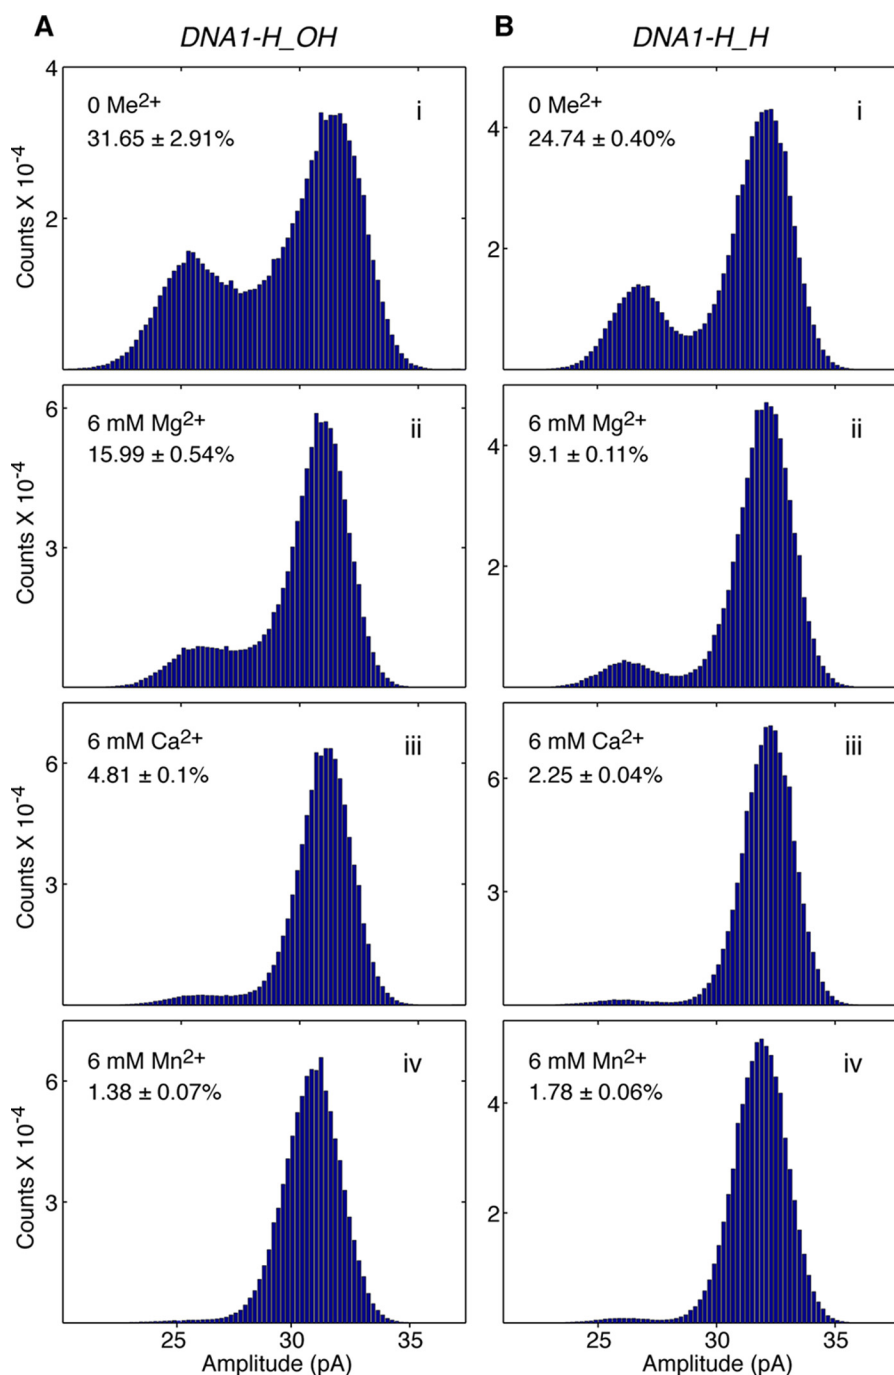 A
DNA1-H_OH
B
DNA1-H_H
4
2
Counts X 10-4
0 Me2+
31.65 ± 2.91%
i
4
2
0 Me2+
24.74 ± 0.40%
i
6
3
Counts X 10-4
6 mM Mg2+
15.99 ± 0.54%
ii
4
2
6 mM Mg2+
9.1 ± 0.11%
ii
6
3
Counts X 10-4
6 mM Ca2+
4.81 ± 0.1%
iii
6
3
6 mM Ca2+
2.25 ± 0.04%
iii
6
3
Counts X 10-4
6 mM Mn2+
1.38 ± 0.07%
iv
4
2
6 mM Mn2+
1.78 ± 0.06%
iv
25 30 35
Amplitude (pA)
25 30 35
Amplitude (pA)